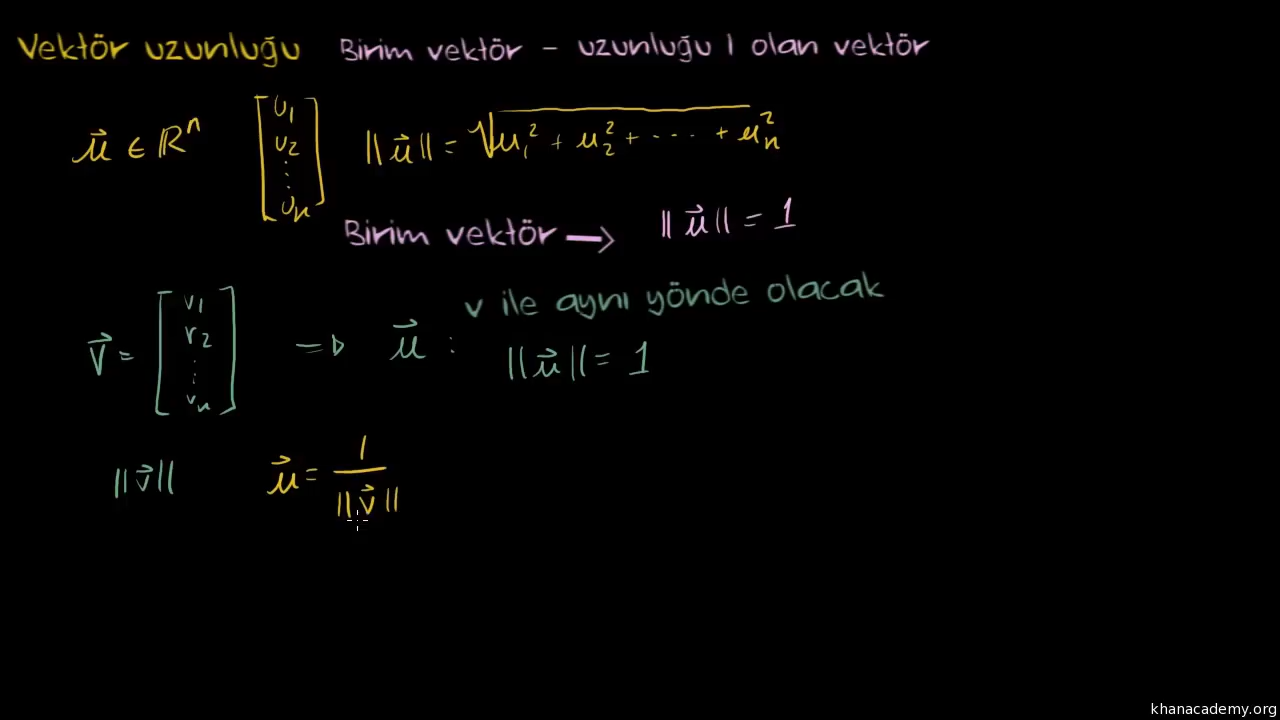 Vektör uzunluğu Birim vektör - uzunluğu 1 olan vektör
u⃗ ∈ ℝⁿ [u₁ u₂ ⋮ uₙ] ||u⃗|| = √(u₁² + u₂² + ⋯ + uₙ²)
Birim vektör → ||u⃗|| = 1
v ile aynı yönde olacak
v⃗ = [v₁ v₂ ⋮ vₙ] ⇒ u⃗ : ||u⃗|| = 1
||v⃗|| u⃗ = 1/||v⃗||
khanacademy.org